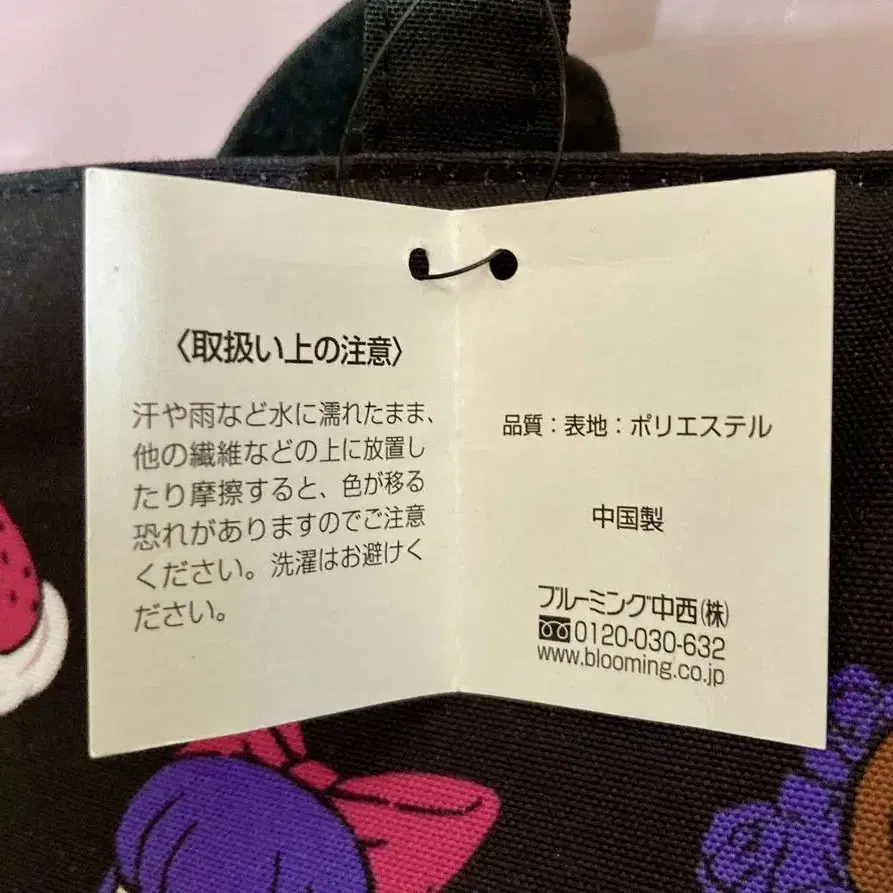 〈取扱い上の注意〉
汗や雨など水に濡れたまま、
他の繊維などの上に放置し
たり摩擦すると、色が移る
恐れがありますのでご注意
ください。洗濯はお避けく
ださい。
品質：表地：ポリエステル
中国製
ブルーミング中西(株)
0120-030-632
www.blooming.co.jp